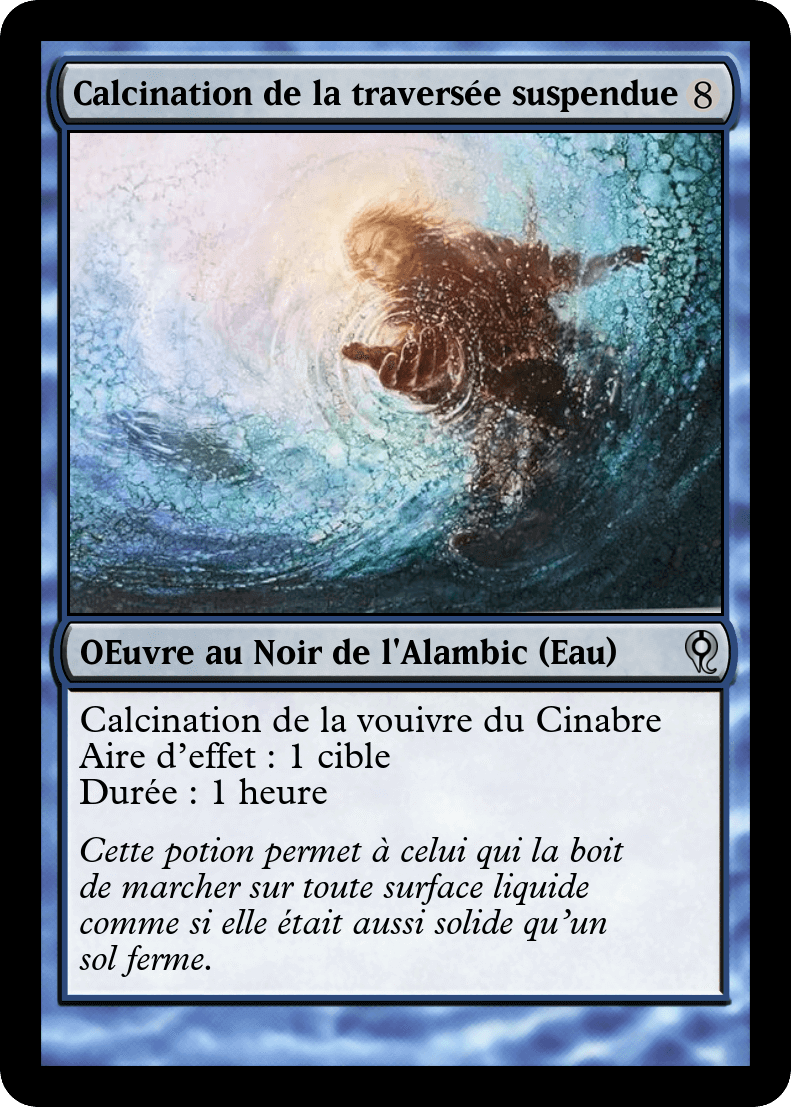 Calcination de la traversée suspendue 8
OEuvre au Noir de l'Alambic (Eau)
Calcination de la vouivre du Cinabre
Aire d’effet : 1 cible
Durée : 1 heure
Cette potion permet à celui qui la boit
de marcher sur toute surface liquide
comme si elle était aussi solide qu’un
sol ferme.